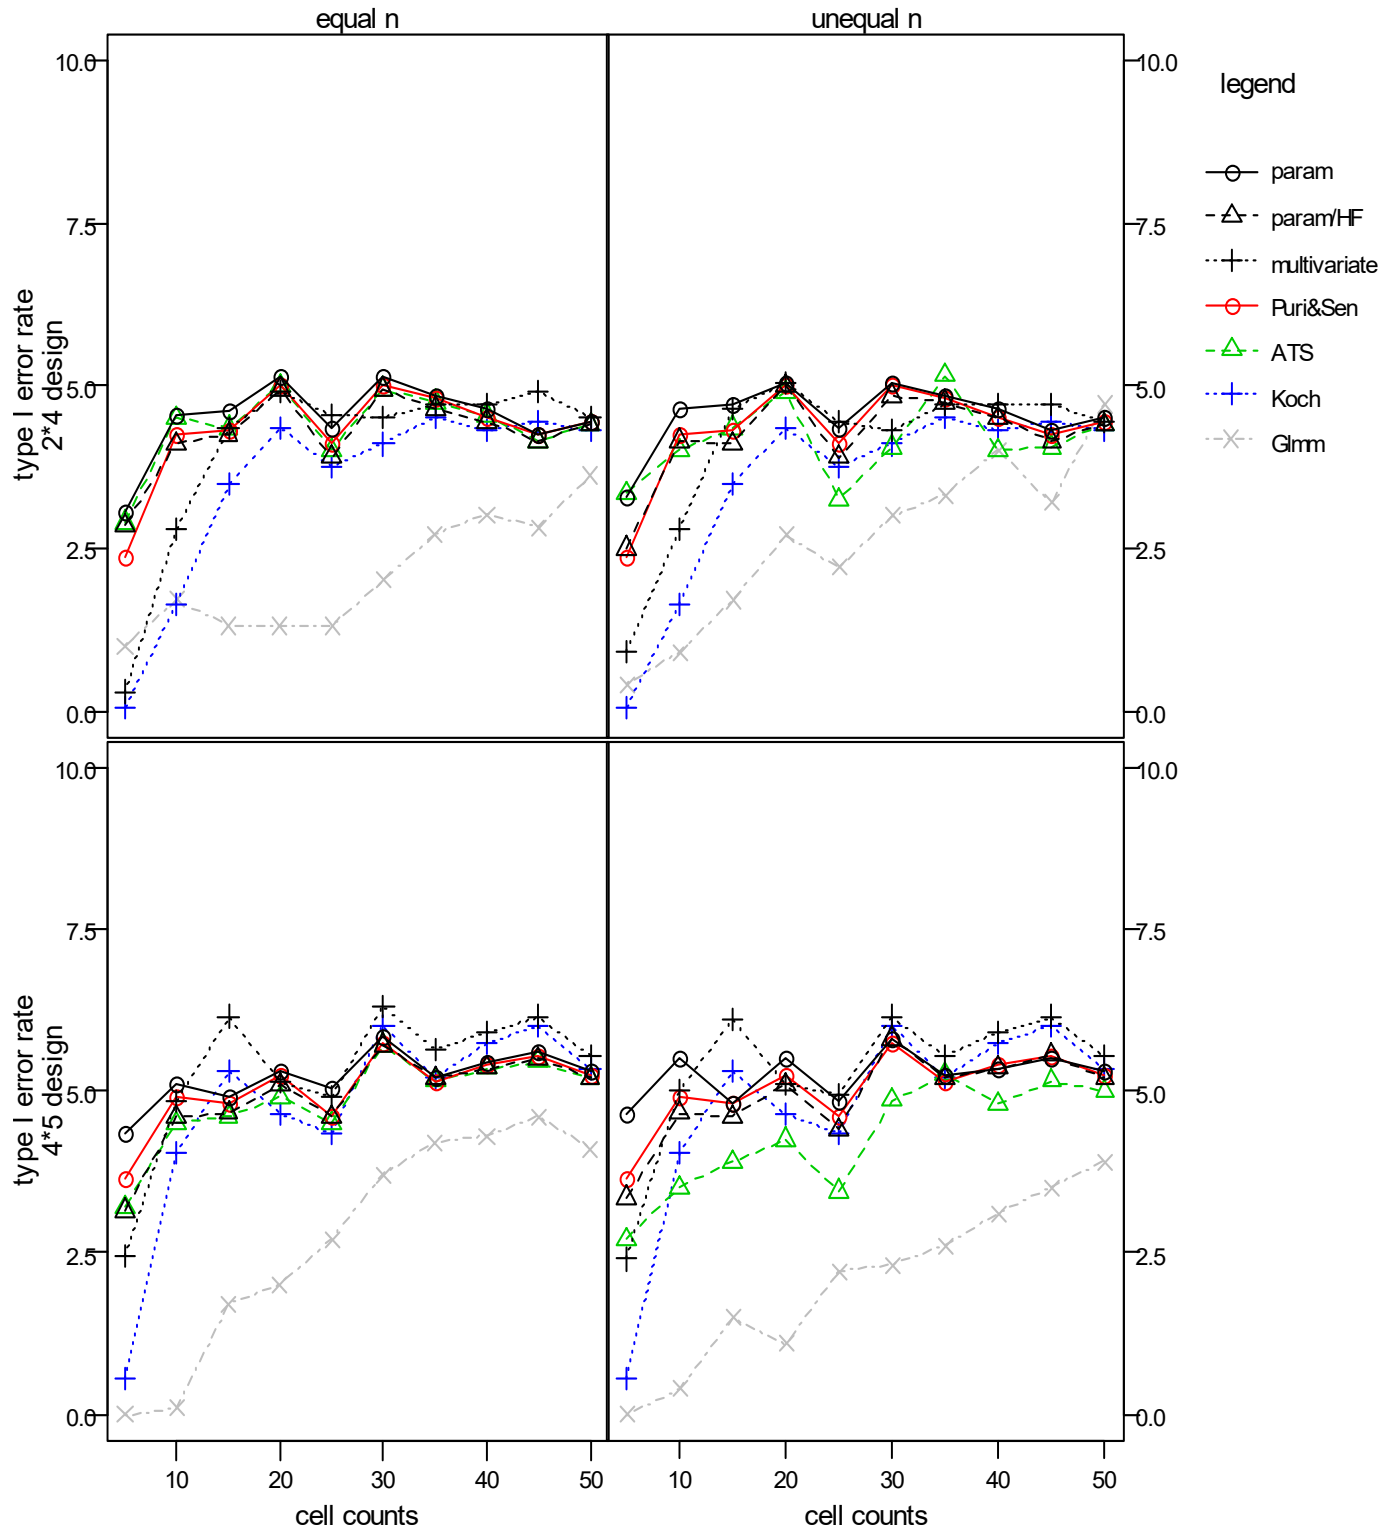 equal n
unequal n
10.0
7.5
5.0
2.5
0.0
type I error rate
2*4 design
10.0
7.5
5.0
2.5
0.0
legend
param
param/HF
multivariate
Puri&Sen
ATS
Koch
Glmm
10.0
7.5
5.0
2.5
0.0
type I error rate
4*5 design
10.0
7.5
5.0
2.5
0.0
10 20 30 40 50
10 20 30 40 50
cell counts
cell counts